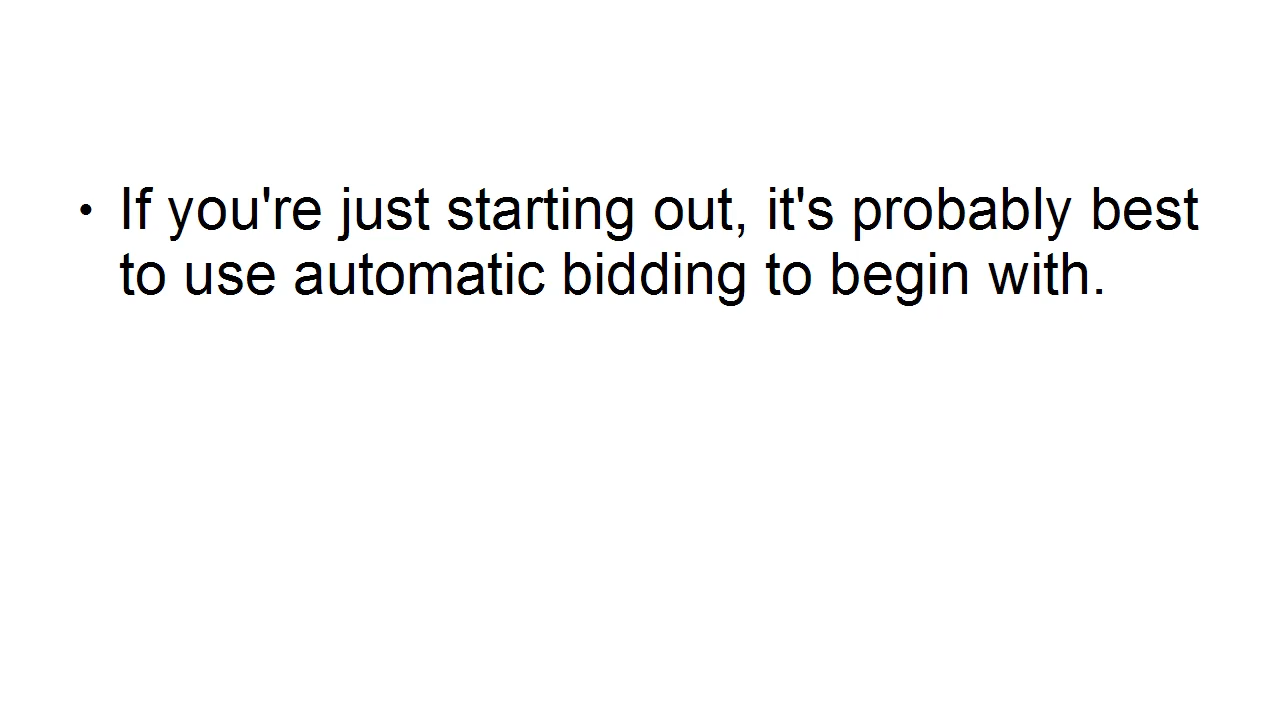 • If you're just starting out, it's probably best
to use automatic bidding to begin with.